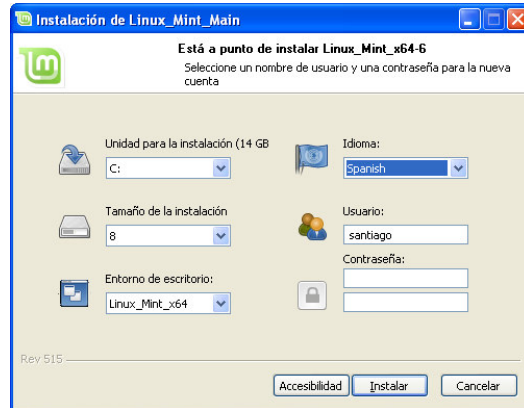 Instalación de Linux_Mint_Main
Está a punto de instalar Linux_Mint_x64-6
Seleccione un nombre de usuario y una contraseña para la nueva
cuenta
Unidad para la instalación (14 GB
C:
Idioma:
Spanish
Tamaño de la instalación
8
Usuario:
santiago
Contraseña:
Entorno de escritorio:
Linux_Mint_x64
Rev 515
Accesibilidad
Instalar
Cancelar